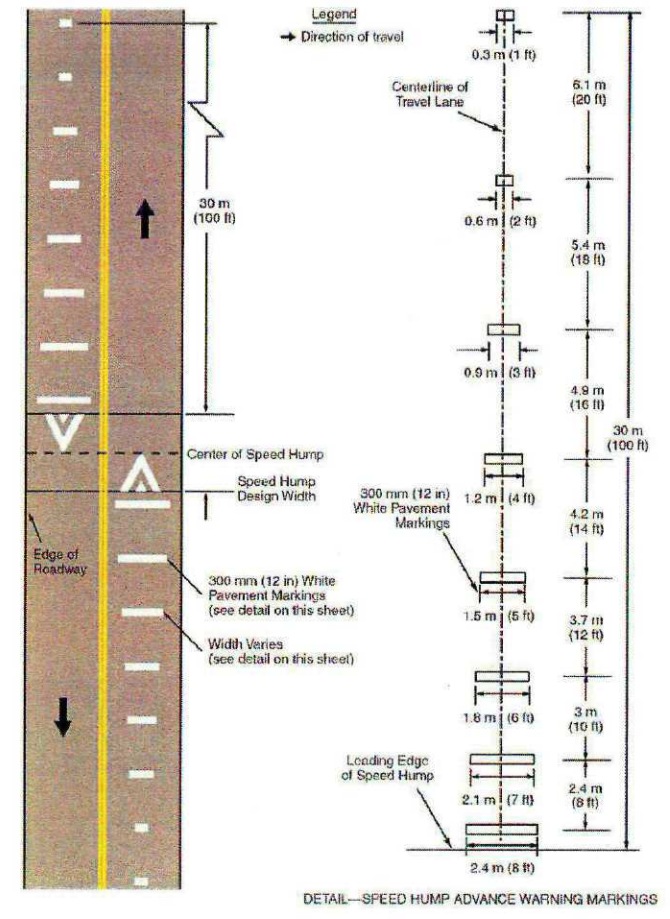 Legend
Direction of travel
30 m
(100 ft)
Center of Speed Hump
Speed Hump
Design Width
Edge of
Roadway
300 mm (12 in) White
Pavement Markings
(see detail on this sheet)
Width Varies
(see detail on this sheet)
0.3 m (1 ft)
Centerline of
Travel Lane
6.1 m
(20 ft)
0.6 m (2 ft)
5.4 m
(18 ft)
0.9 m (3 ft)
4.9 m
(16 ft)
30 m
(100 ft)
1.2 m (4 ft)
300 mm (12 in)
White Pavement
Markings
4.2 m
(14 ft)
1.5 m (5 ft)
3.7 m
(12 ft)
1.8 m (6 ft)
3 m
(10 ft)
Leading Edge
of Speed Hump
2.1 m (7 ft)
2.4 m
(8 ft)
2.4 m (8 ft)
DETAIL—SPEED HUMP ADVANCE WARNING MARKINGS